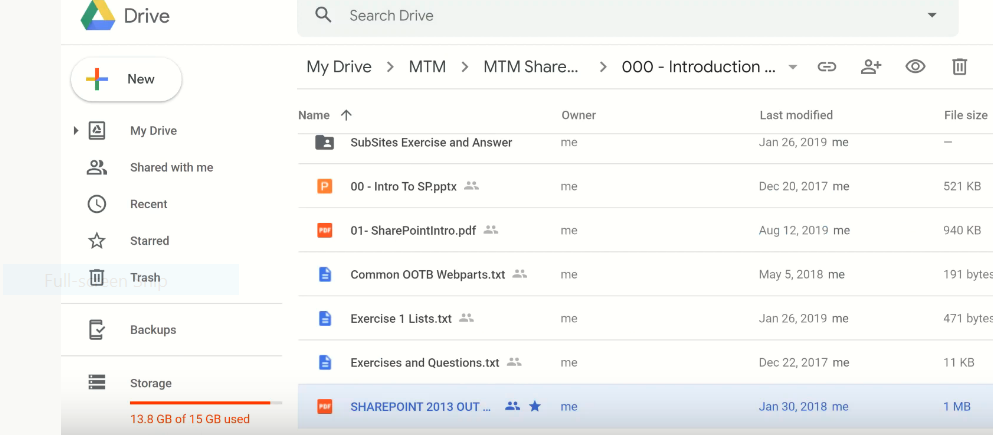 Drive
Search Drive
New
My Drive
Shared with me
Recent
Starred
Trash
Full-screen Snip
Backups
Storage
13.8 GB of 15 GB used
My Drive > MTM > MTM Share... > 000 - Introduction ...
Name Owner Last modified File size
SubSites Exercise and Answer me Jan 26, 2019 me —
P 00 - Intro To SP.pptx me Dec 20, 2017 me 521 KB
PDF 01- SharePointIntro.pdf me Aug 12, 2019 me 940 KB
Common OOTB Webparts.txt me May 5, 2018 me 191 bytes
Exercise 1 Lists.txt me Jan 26, 2019 me 471 bytes
Exercises and Questions.txt me Dec 22, 2017 me 11 KB
PDF SHAREPOINT 2013 OUT ... me Jan 30, 2018 me 1 MB